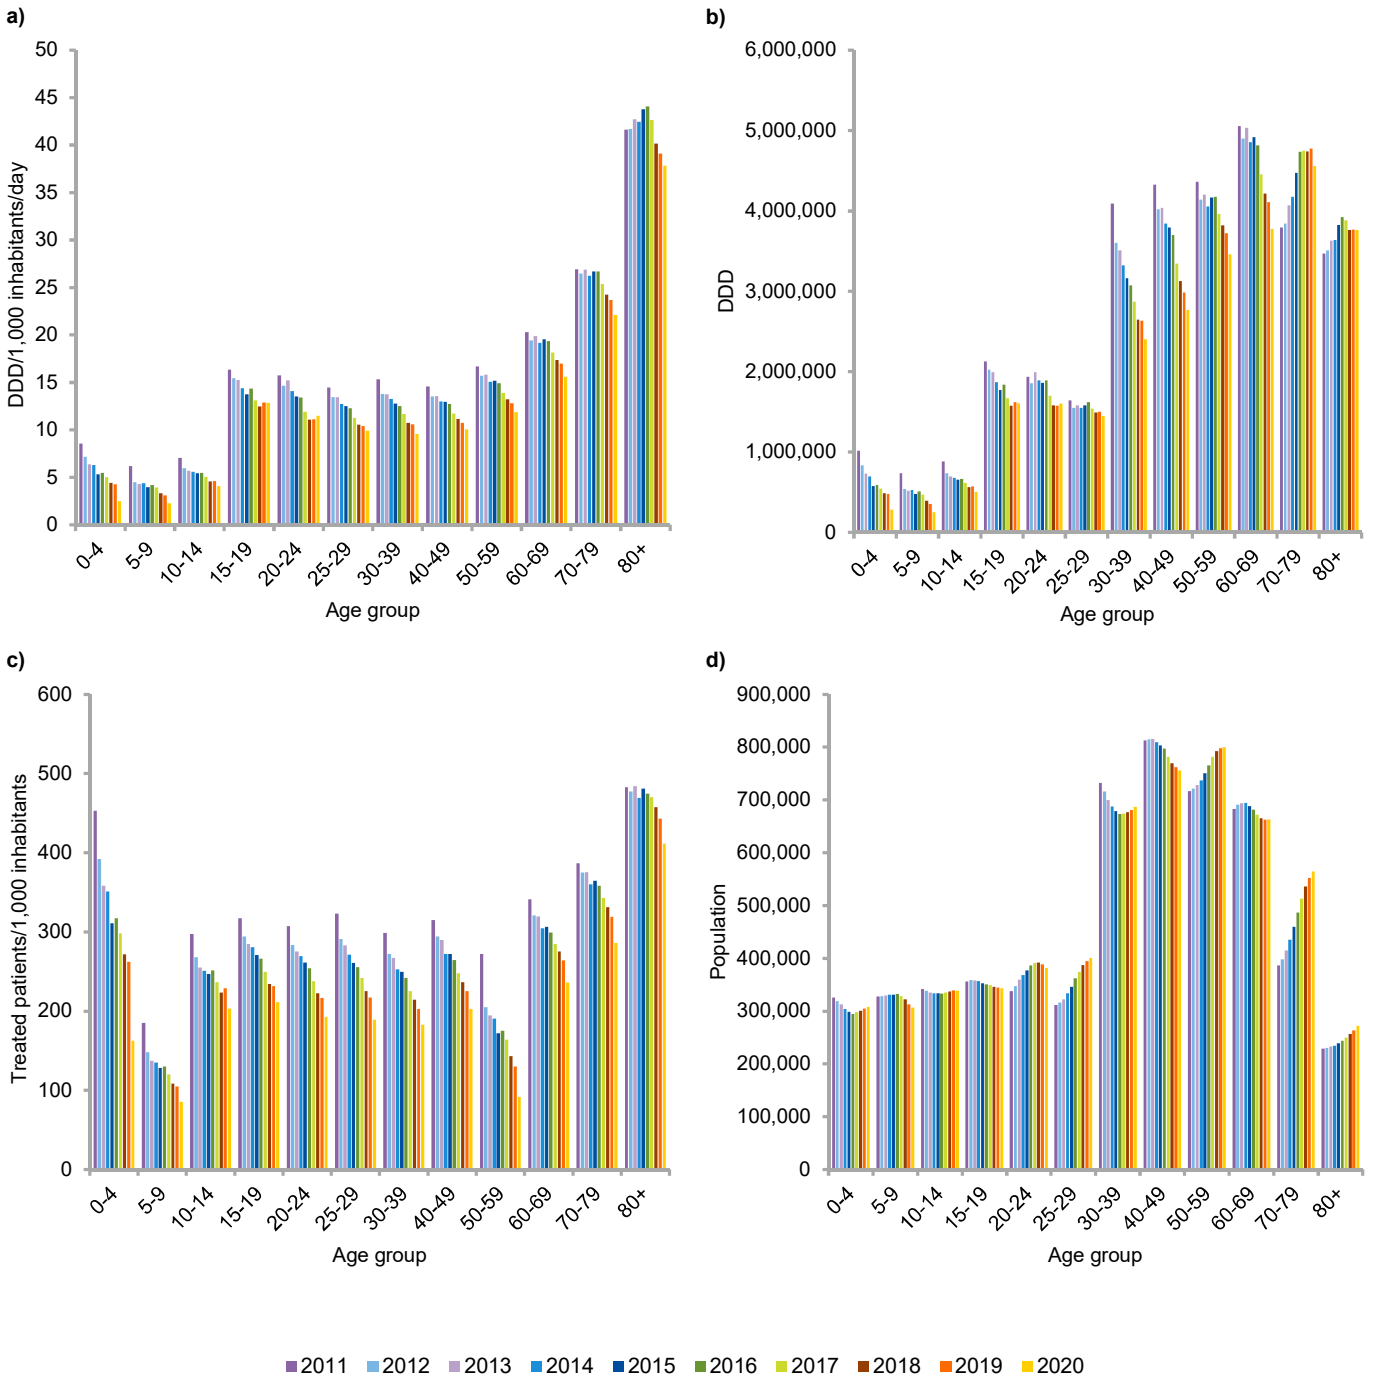 a)
50
45
40
35
30
25
20
15
10
5
0
DDD/1,000 inhabitants/day
0-4 5-9 10-14 15-19 20-24 25-29 30-39 40-49 50-59 60-69 70-79 80+
Age group
b)
6,000,000
5,000,000
4,000,000
3,000,000
2,000,000
1,000,000
0
DDD
0-4 5-9 10-14 15-19 20-24 25-29 30-39 40-49 50-59 60-69 70-79 80+
Age group
c)
600
500
400
300
200
100
0
Treated patients/1,000 inhabitants
0-4 5-9 10-14 15-19 20-24 25-29 30-39 40-49 50-59 60-69 70-79 80+
Age group
d)
900,000
800,000
700,000
600,000
500,000
400,000
300,000
200,000
100,000
0
Population
0-4 5-9 10-14 15-19 20-24 25-29 30-39 40-49 50-59 60-69 70-79 80+
Age group
2011 2012 2013 2014 2015 2016 2017 2018 2019 2020